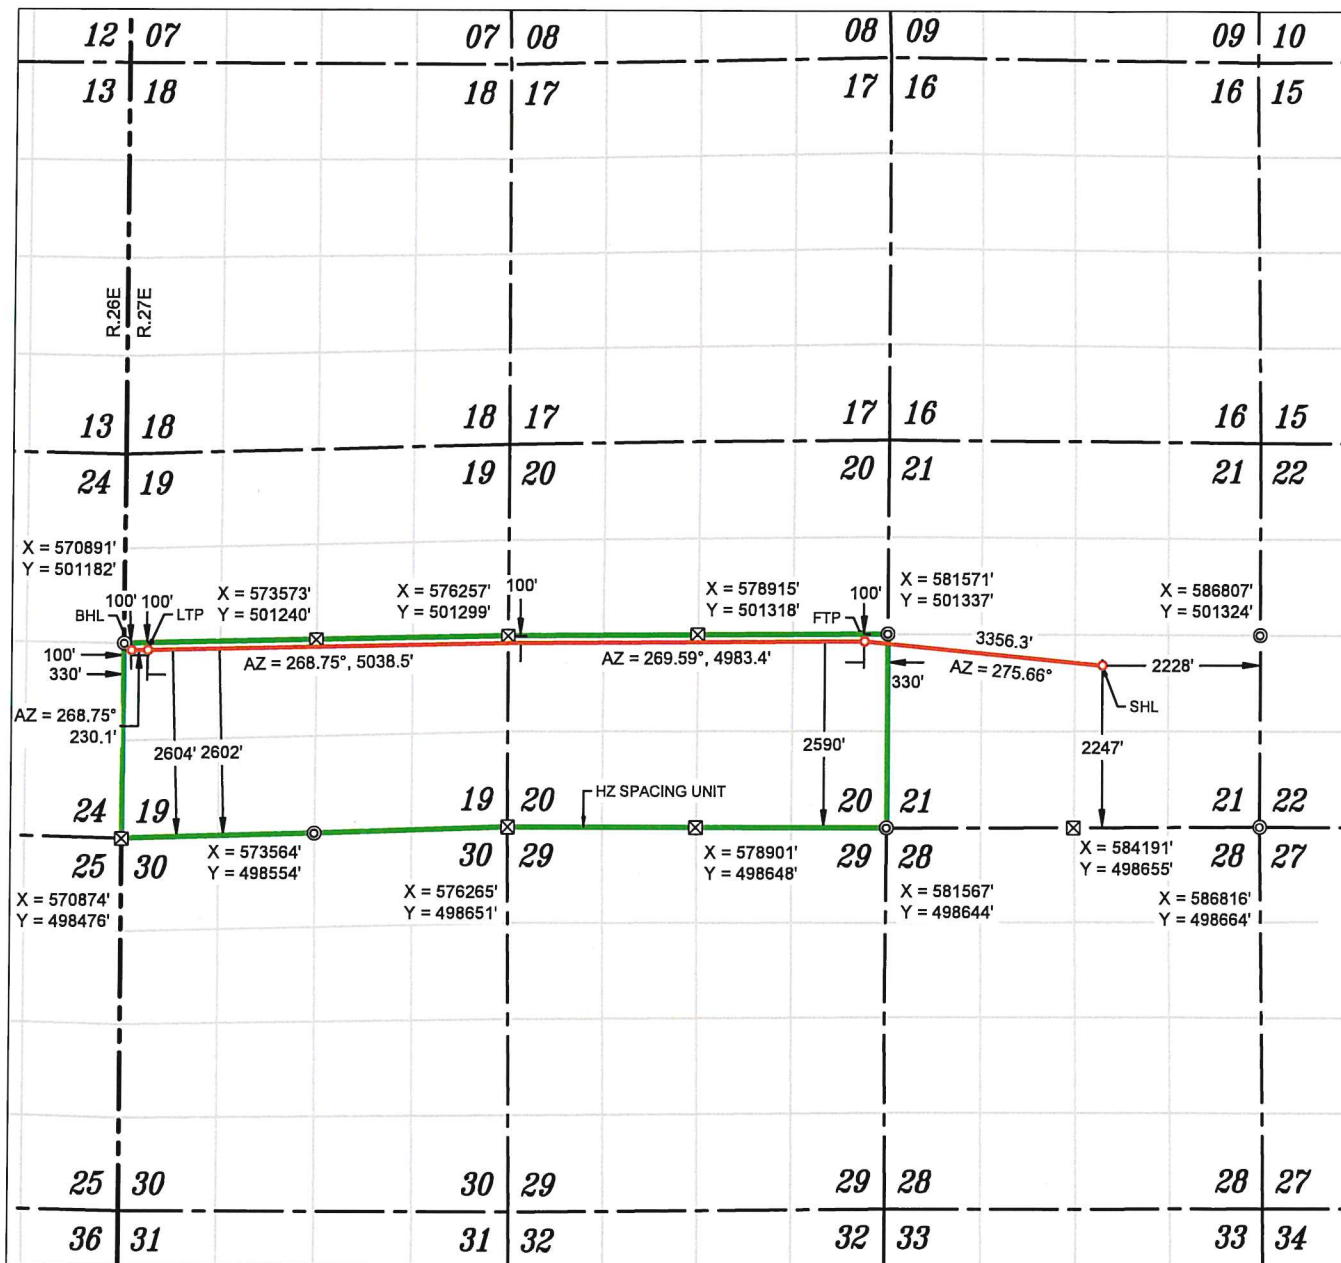 12 07 07 08 08 09 09 10
13 18 18 17 17 16 16 15
R.26E
R.27E
13 18 18 17 17 16 16 15
24 19 19 20 20 21 21 22
X = 570891'
Y = 501182'
X = 573573'
Y = 501240'
X = 576257'
Y = 501299'
100'
X = 578915'
Y = 501318'
X = 581571'
Y = 501337'
X = 586807'
Y = 501324'
100' 100'
BHL
LTP
FTP
100'
100'
330'
AZ = 268.75°, 5038.5'
AZ = 269.59°, 4983.4'
3356.3'
AZ = 275.66°
330'
2228'
SHL
AZ = 268.75°
230.1'
2604' 2602'
2590'
2247'
HZ SPACING UNIT
24 19 19 20 20 21 21 22
25 30 30 29 29 28 28 27
X = 570874'
Y = 498476'
X = 573564'
Y = 498554'
X = 576265'
Y = 498651'
X = 578901'
Y = 498648'
X = 581567'
Y = 498644'
X = 584191'
Y = 498655'
X = 586816'
Y = 498664'
25 30 30 29 29 28 28 27
36 31 31 32 32 33 33 34